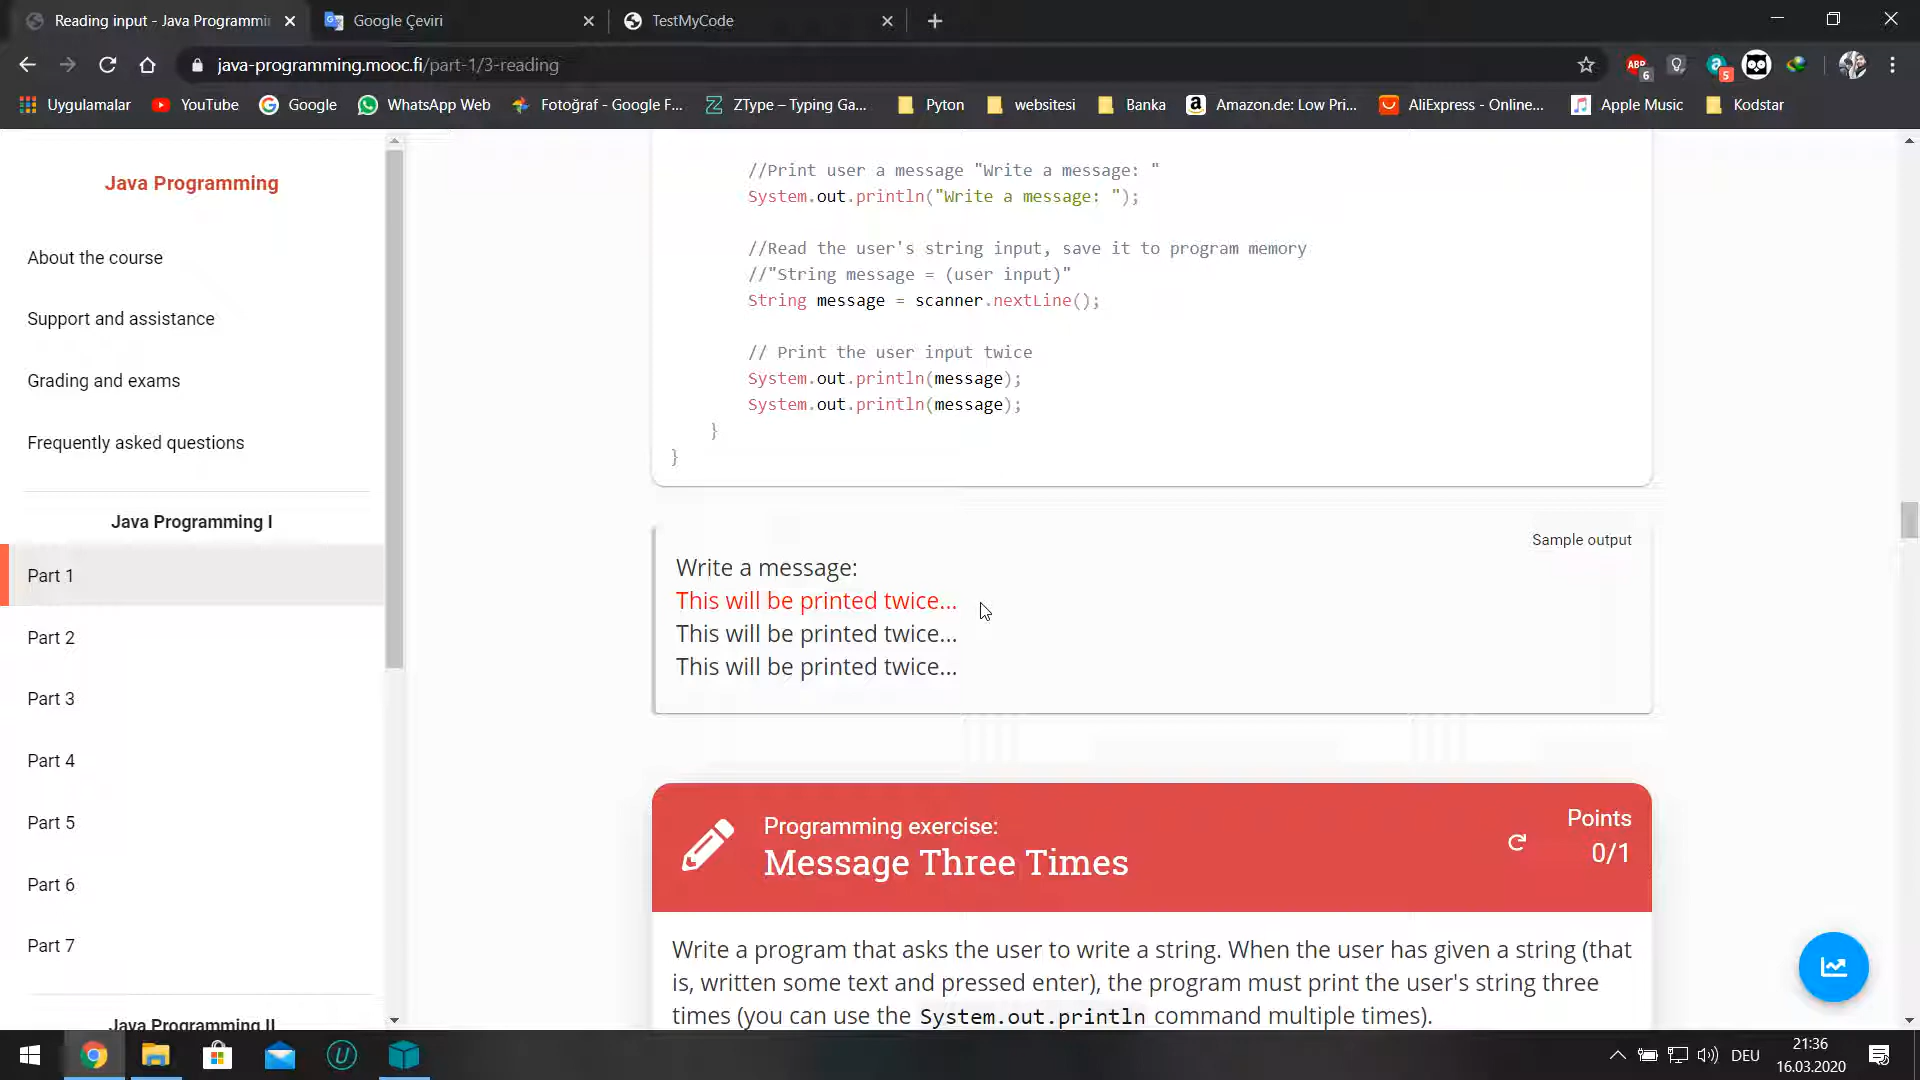 Reading input - Java Programmi
Google Çeviri
TestMyCode
java-programming.mooc.fi/part-1/3-reading
ABP
6
5
Uygulamalar
YouTube
Google
WhatsApp Web
Fotoğraf - Google F...
ZType – Typing Ga...
Pyton
websitesi
Banka
Amazon.de: Low Pri...
AliExpress - Online...
Apple Music
Kodstar
Java Programming
About the course
Support and assistance
Grading and exams
Frequently asked questions
Java Programming I
Part 1
Part 2
Part 3
Part 4
Part 5
Part 6
Part 7
Java Programming II
//Print user a message "Write a message: "
System.out.println("Write a message: ");
//Read the user's string input, save it to program memory
//"String message = (user input)"
String message = scanner.nextLine();
// Print the user input twice
System.out.println(message);
System.out.println(message);
}
}
Sample output
Write a message:
This will be printed twice...
This will be printed twice...
This will be printed twice...
Programming exercise:
Message Three Times
Points
0/1
Write a program that asks the user to write a string. When the user has given a string (that
is, written some text and pressed enter), the program must print the user's string three
times (you can use the System.out.println command multiple times).
DEU
21:36
16.03.2020